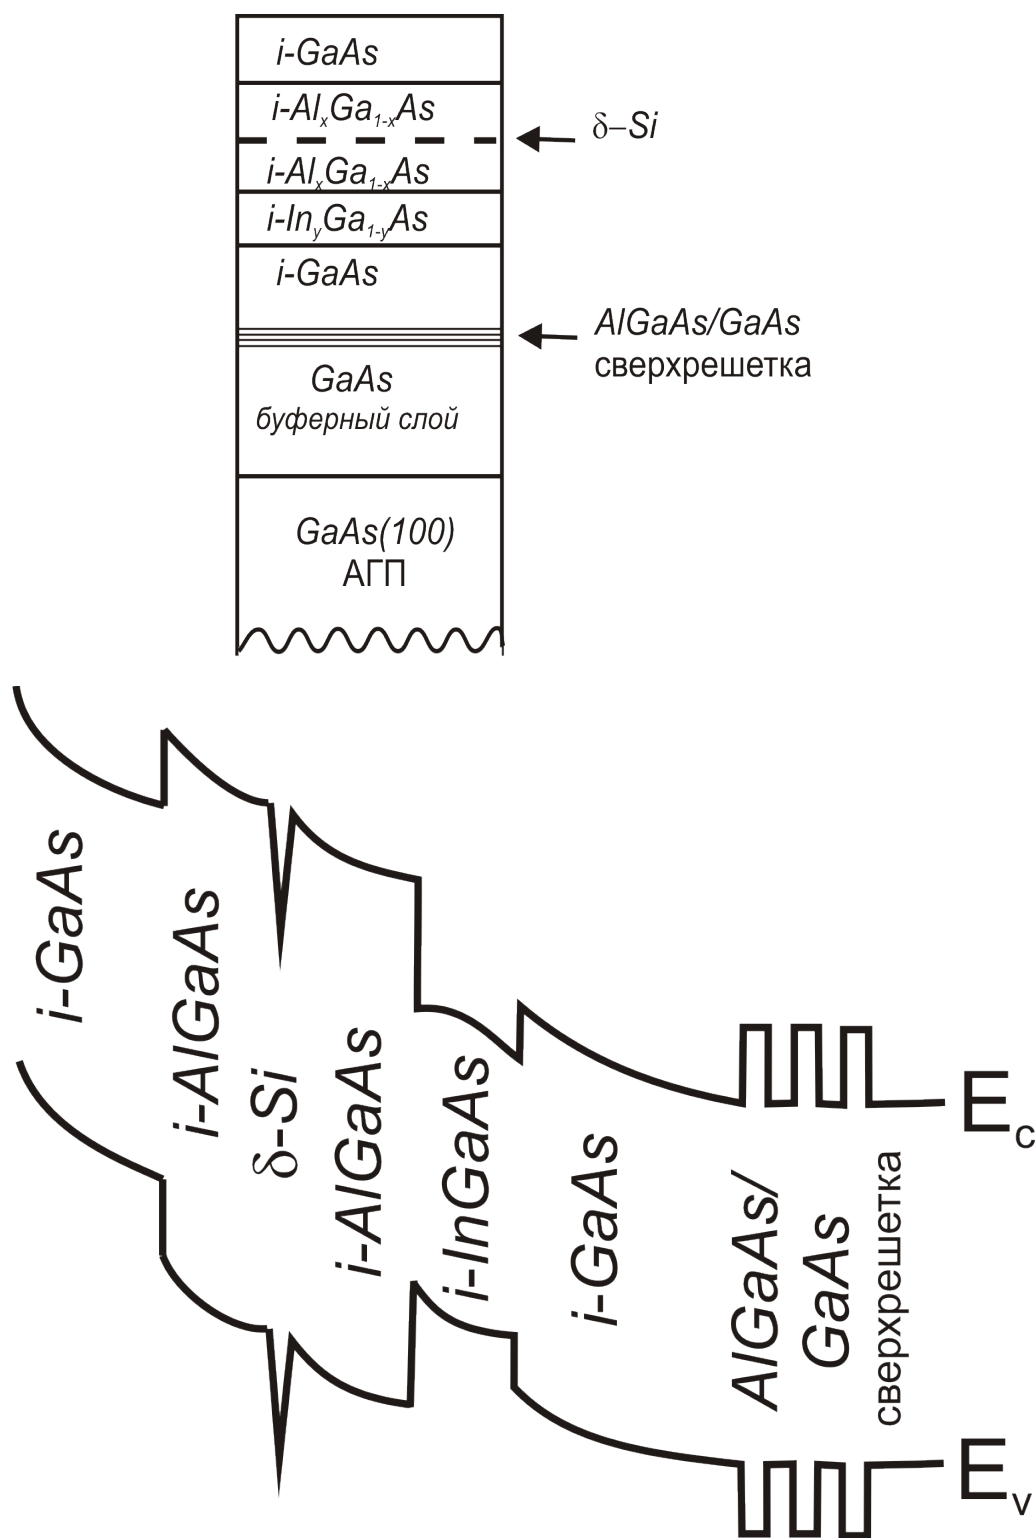 i-GaAs
i-AlxGa1-xAs
δ–Si
i-AlxGa1-xAs
i-InyGa1-yAs
i-GaAs
AlGaAs/GaAs
сверхрешетка
GaAs
буферный слой
GaAs(100)
АГП
i-GaAs
i-AlGaAs
δ-Si
i-AlGaAs
i-InGaAs
i-GaAs
AlGaAs/
GaAs
сверхрешетка
Ec
Ev